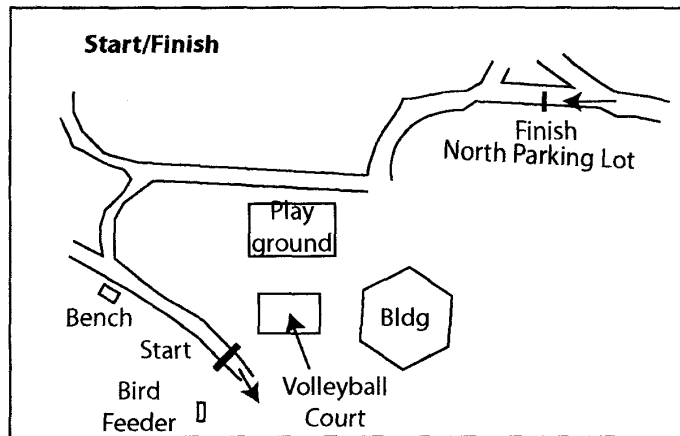 Start/Finish
Finish
North Parking Lot
Play
ground
Bench
Bldg
Start
Volleyball
Court
Bird
Feeder